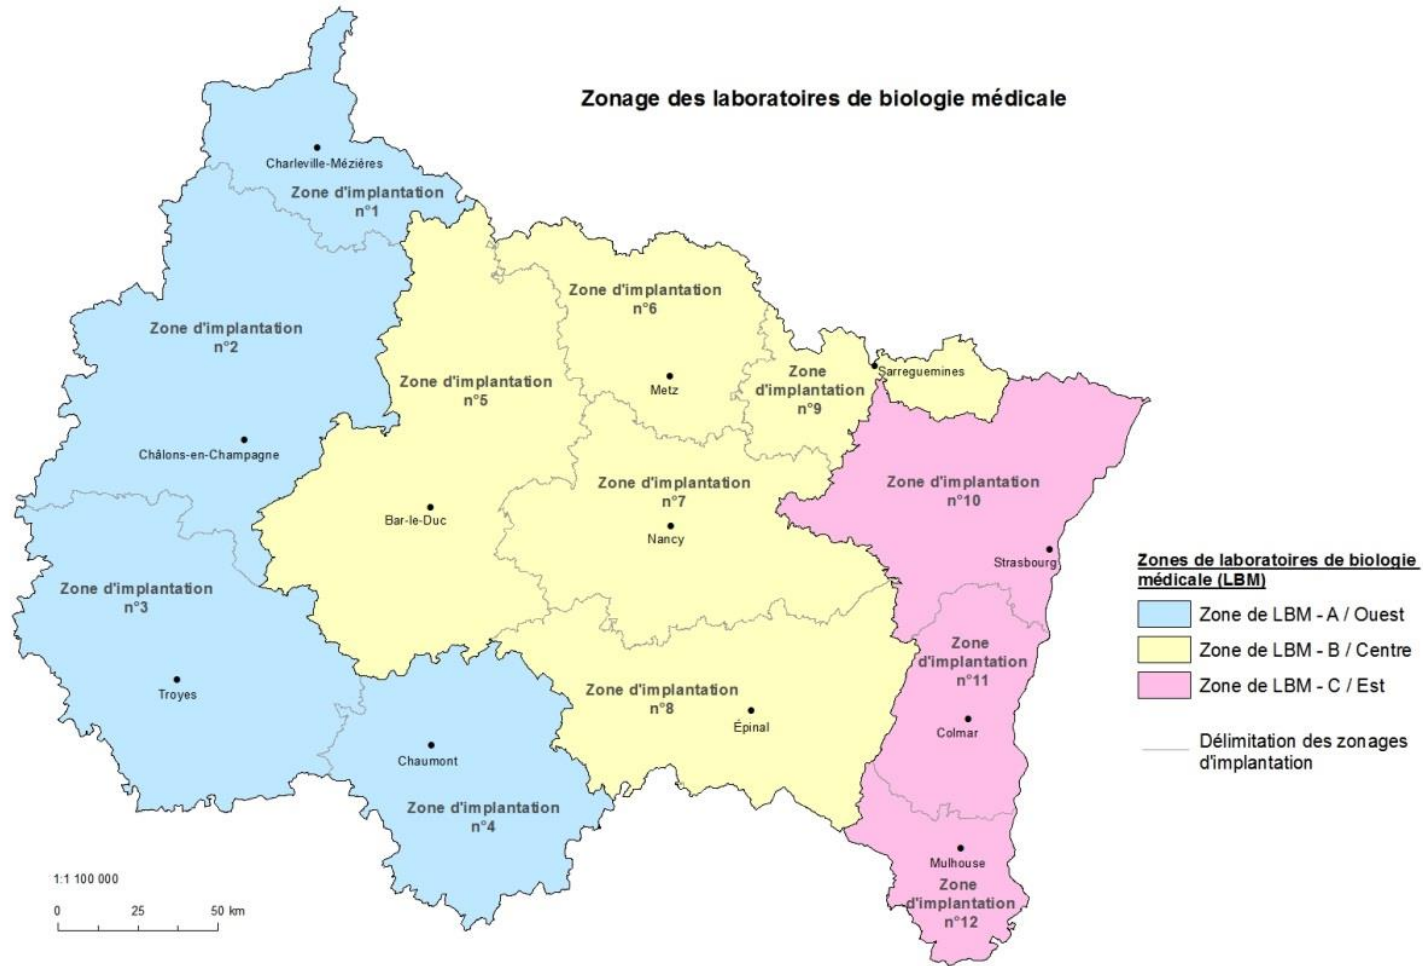 Zonage des laboratoires de biologie médicale
Charleville-Mézières
Zone d'implantation
n°1
Zone d'implantation
n°2
Châlons-en-Champagne
Zone d'implantation
n°3
Troyes
Chaumont
Zone d'implantation
n°4
Zone d'implantation
n°5
Bar-le-Duc
Zone d'implantation
n°6
Metz
Zone d'implantation
n°7
Nancy
Zone d'implantation
n°8
Épinal
Zone
d'implantation
n°9
Sarreguemines
Zone d'implantation
n°10
Strasbourg
Zone
d'implantation
n°11
Colmar
Mulhouse
Zone
d'implantation
n°12
Zones de laboratoires de biologie
médicale (LBM)
Zone de LBM - A / Ouest
Zone de LBM - B / Centre
Zone de LBM - C / Est
Délimitation des zonages
d'implantation
1:1 100 000
0 25 50 km